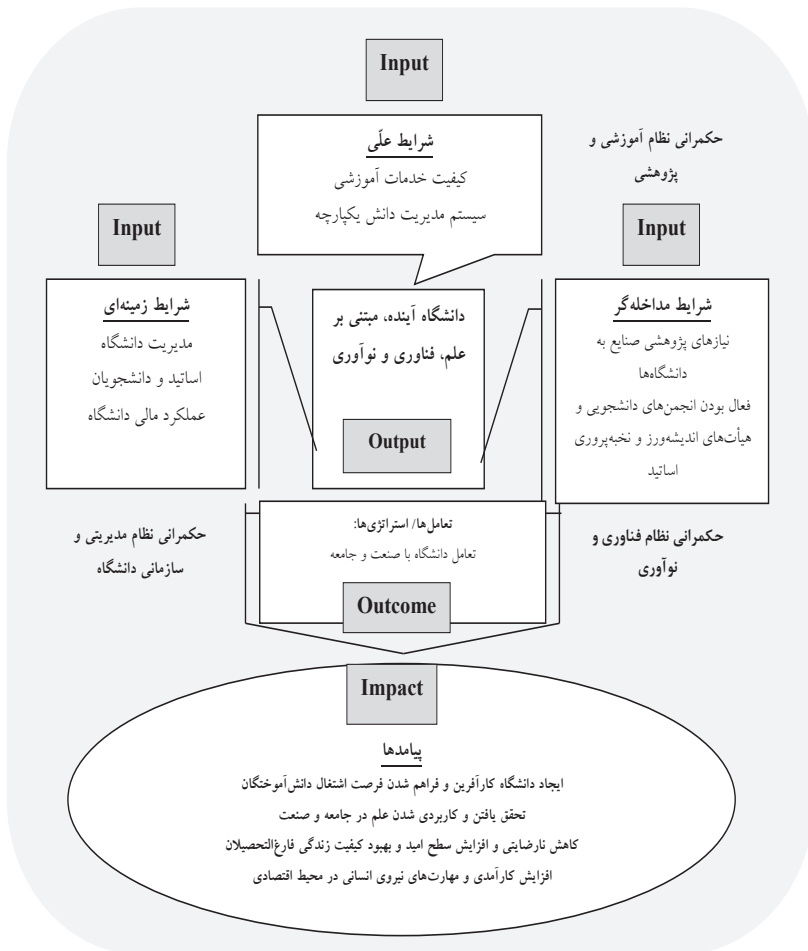 Input
شرایط علّی
کیفیت خدمات آموزشی
سیستم مدیریت دانش یکپارچه
حکمرانی نظام آموزشی و
پژوهشی
Input
شرایط مداخله‌گر
نیازهای پژوهشی صنایع به
دانشگاه‌ها
فعال بودن انجمن‌های دانشجویی و
هیأت‌های اندیشه‌ورز و نخبه‌پروری
اساتید
دانشگاه آینده، مبتنی بر
علم، فناوری و نوآوری
Output
Input
شرایط زمینه‌ای
مدیریت دانشگاه
اساتید و دانشجویان
عملکرد مالی دانشگاه
حکمرانی نظام فناوری و
نوآوری
تعامل‌ها/ استراتژی‌ها:
تعامل دانشگاه با صنعت و جامعه
Outcome
حکمرانی نظام مدیریتی و
سازمانی دانشگاه
Impact
پیامدها
ایجاد دانشگاه کارآفرین و فراهم شدن فرصت اشتغال دانش‌آموختگان
تحقق یافتن و کاربردی شدن علم در جامعه و صنعت
کاهش نارضایتی و افزایش سطح امید و بهبود کیفیت زندگی فارغ‌التحصیلان
افزایش کارآمدی و مهارت‌های نیروی انسانی در محیط اقتصادی